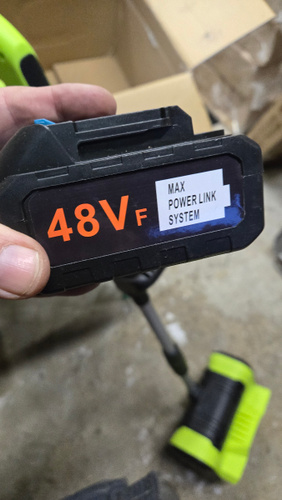 48VF
MAX
POWER LINK
SYSTEM